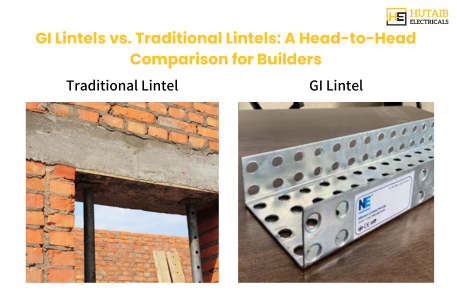 HUTAIB
ELECTRICALS
GI Lintels vs. Traditional Lintels: A Head-to-Head
Comparison for Builders
Traditional Lintel
GI Lintel
NE